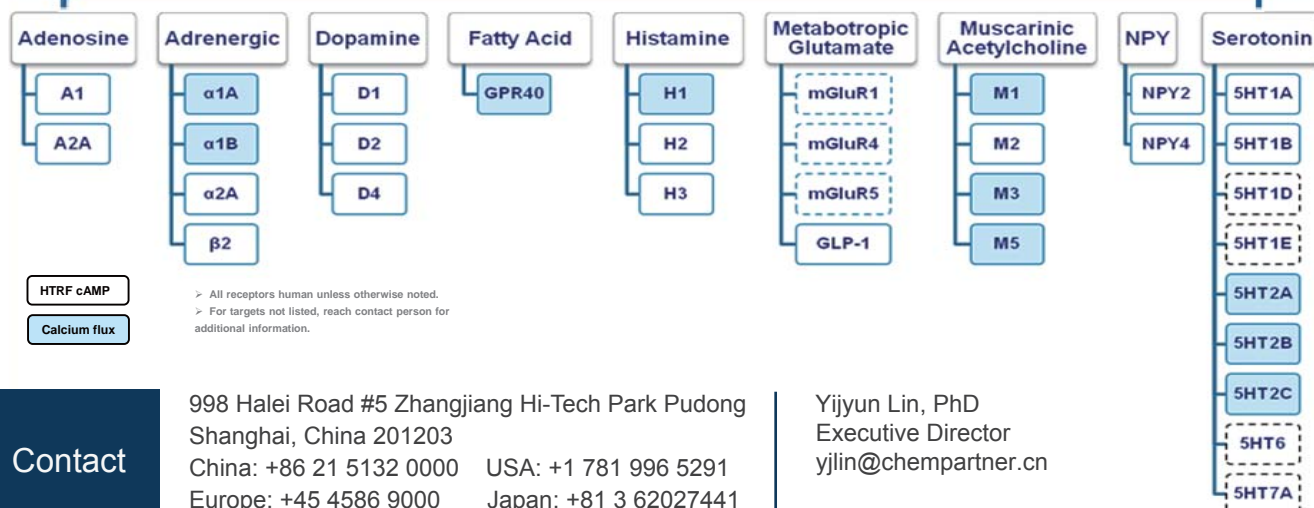 Adenosine
A1
A2A
Adrenergic
α1A
α1B
α2A
β2
Dopamine
D1
D2
D4
Fatty Acid
GPR40
Histamine
H1
H2
H3
Metabotropic
Glutamate
mGluR1
mGluR4
mGluR5
GLP-1
Muscarinic
Acetylcholine
M1
M2
M3
M5
NPY
NPY2
NPY4
Serotonin
5HT1A
5HT1B
5HT1D
5HT1E
5HT2A
5HT2B
5HT2C
5HT6
5HT7A
HTRF cAMP
Calcium flux
➢ All receptors human unless otherwise noted.
➢ For targets not listed, reach contact person for
additional information.
Contact
998 Halei Road #5 Zhangjiang Hi-Tech Park Pudong
Shanghai, China 201203
China: +86 21 5132 0000 USA: +1 781 996 5291
Europe: +45 4586 9000 Japan: +81 3 62027441
Yijyun Lin, PhD
Executive Director
yjlin@chempartner.cn